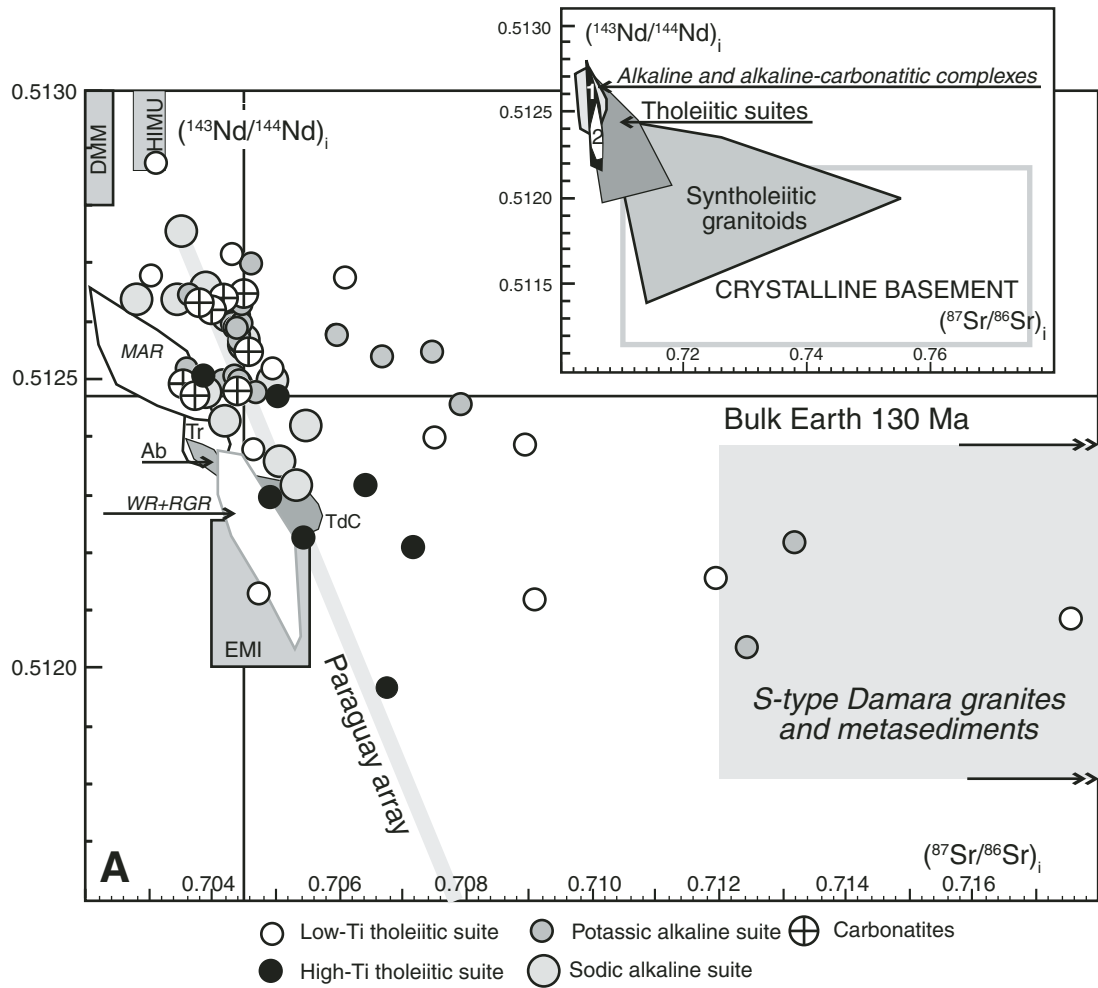 0.5130
(¹⁴³Nd/¹⁴⁴Nd)i
Alkaline and alkaline-carbonatitic complexes
1
0.5125
Tholeiitic suites
2
0.5120
Syntholeiitic
granitoids
0.5115
CRYSTALLINE BASEMENT
(⁸⁷Sr/⁸⁶Sr)i
0.72
0.74
0.76
0.5130
DMM
HIMU
(¹⁴³Nd/¹⁴⁴Nd)i
MAR
0.5125
Bulk Earth 130 Ma
Tr
Ab
WR+RGR
TdC
EMI
0.5120
Paraguay array
S-type Damara granites
and metasediments
A
(⁸⁷Sr/⁸⁶Sr)i
0.704
0.706
0.708
0.710
0.712
0.714
0.716
Low-Ti tholeiitic suite
Potassic alkaline suite
Carbonatites
High-Ti tholeiitic suite
Sodic alkaline suite